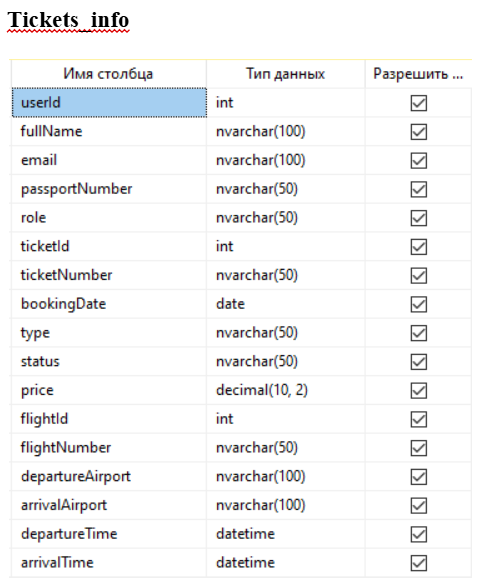 Tickets_info
Имя столбца Тип данных Разрешить ...
userId int
fullName nvarchar(100)
email nvarchar(100)
passportNumber nvarchar(50)
role nvarchar(50)
ticketId int
ticketNumber nvarchar(50)
bookingDate date
type nvarchar(50)
status nvarchar(50)
price decimal(10, 2)
flightId int
flightNumber nvarchar(50)
departureAirport nvarchar(100)
arrivalAirport nvarchar(100)
departureTime datetime
arrivalTime datetime